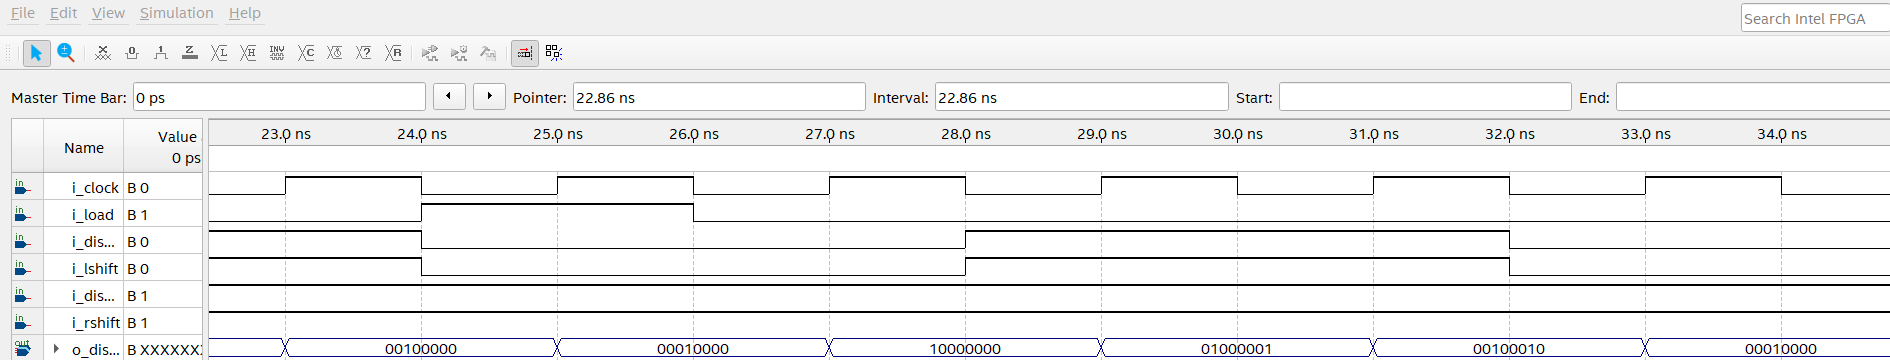 File Edit View Simulation Help
Search Intel FPGA
Master Time Bar: 0 ps Pointer: 22.86 ns Interval: 22.86 ns Start: End:
Name Value 0 ps 23.0 ns 24.0 ns 25.0 ns 26.0 ns 27.0 ns 28.0 ns 29.0 ns 30.0 ns 31.0 ns 32.0 ns 33.0 ns 34.0 ns
in i_clock B 0
in i_load B 1
in i_dis... B 0
in i_lshift B 0
in i_dis... B 1
in i_rshift B 1
out o_dis... B XXXXXXX 00100000 00010000 10000000 01000001 00100010 00010000